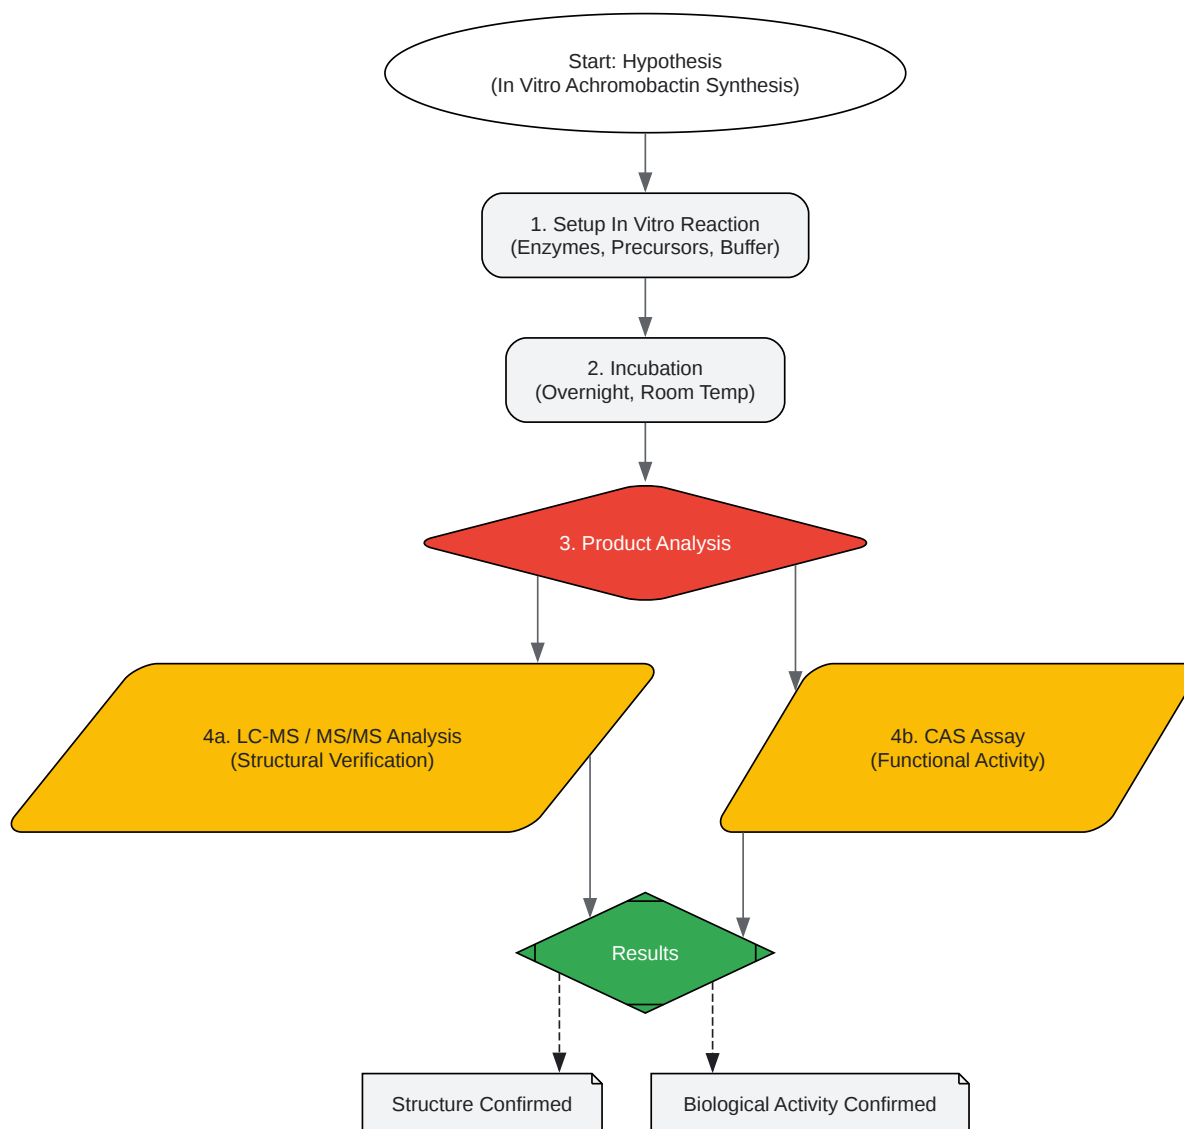 Start: Hypothesis
(In Vitro Achromobactin Synthesis)
1. Setup In Vitro Reaction
(Enzymes, Precursors, Buffer)
2. Incubation
(Overnight, Room Temp)
3. Product Analysis
4a. LC-MS / MS/MS Analysis
(Structural Verification)
4b. CAS Assay
(Functional Activity)
Results
Structure Confirmed
Biological Activity Confirmed